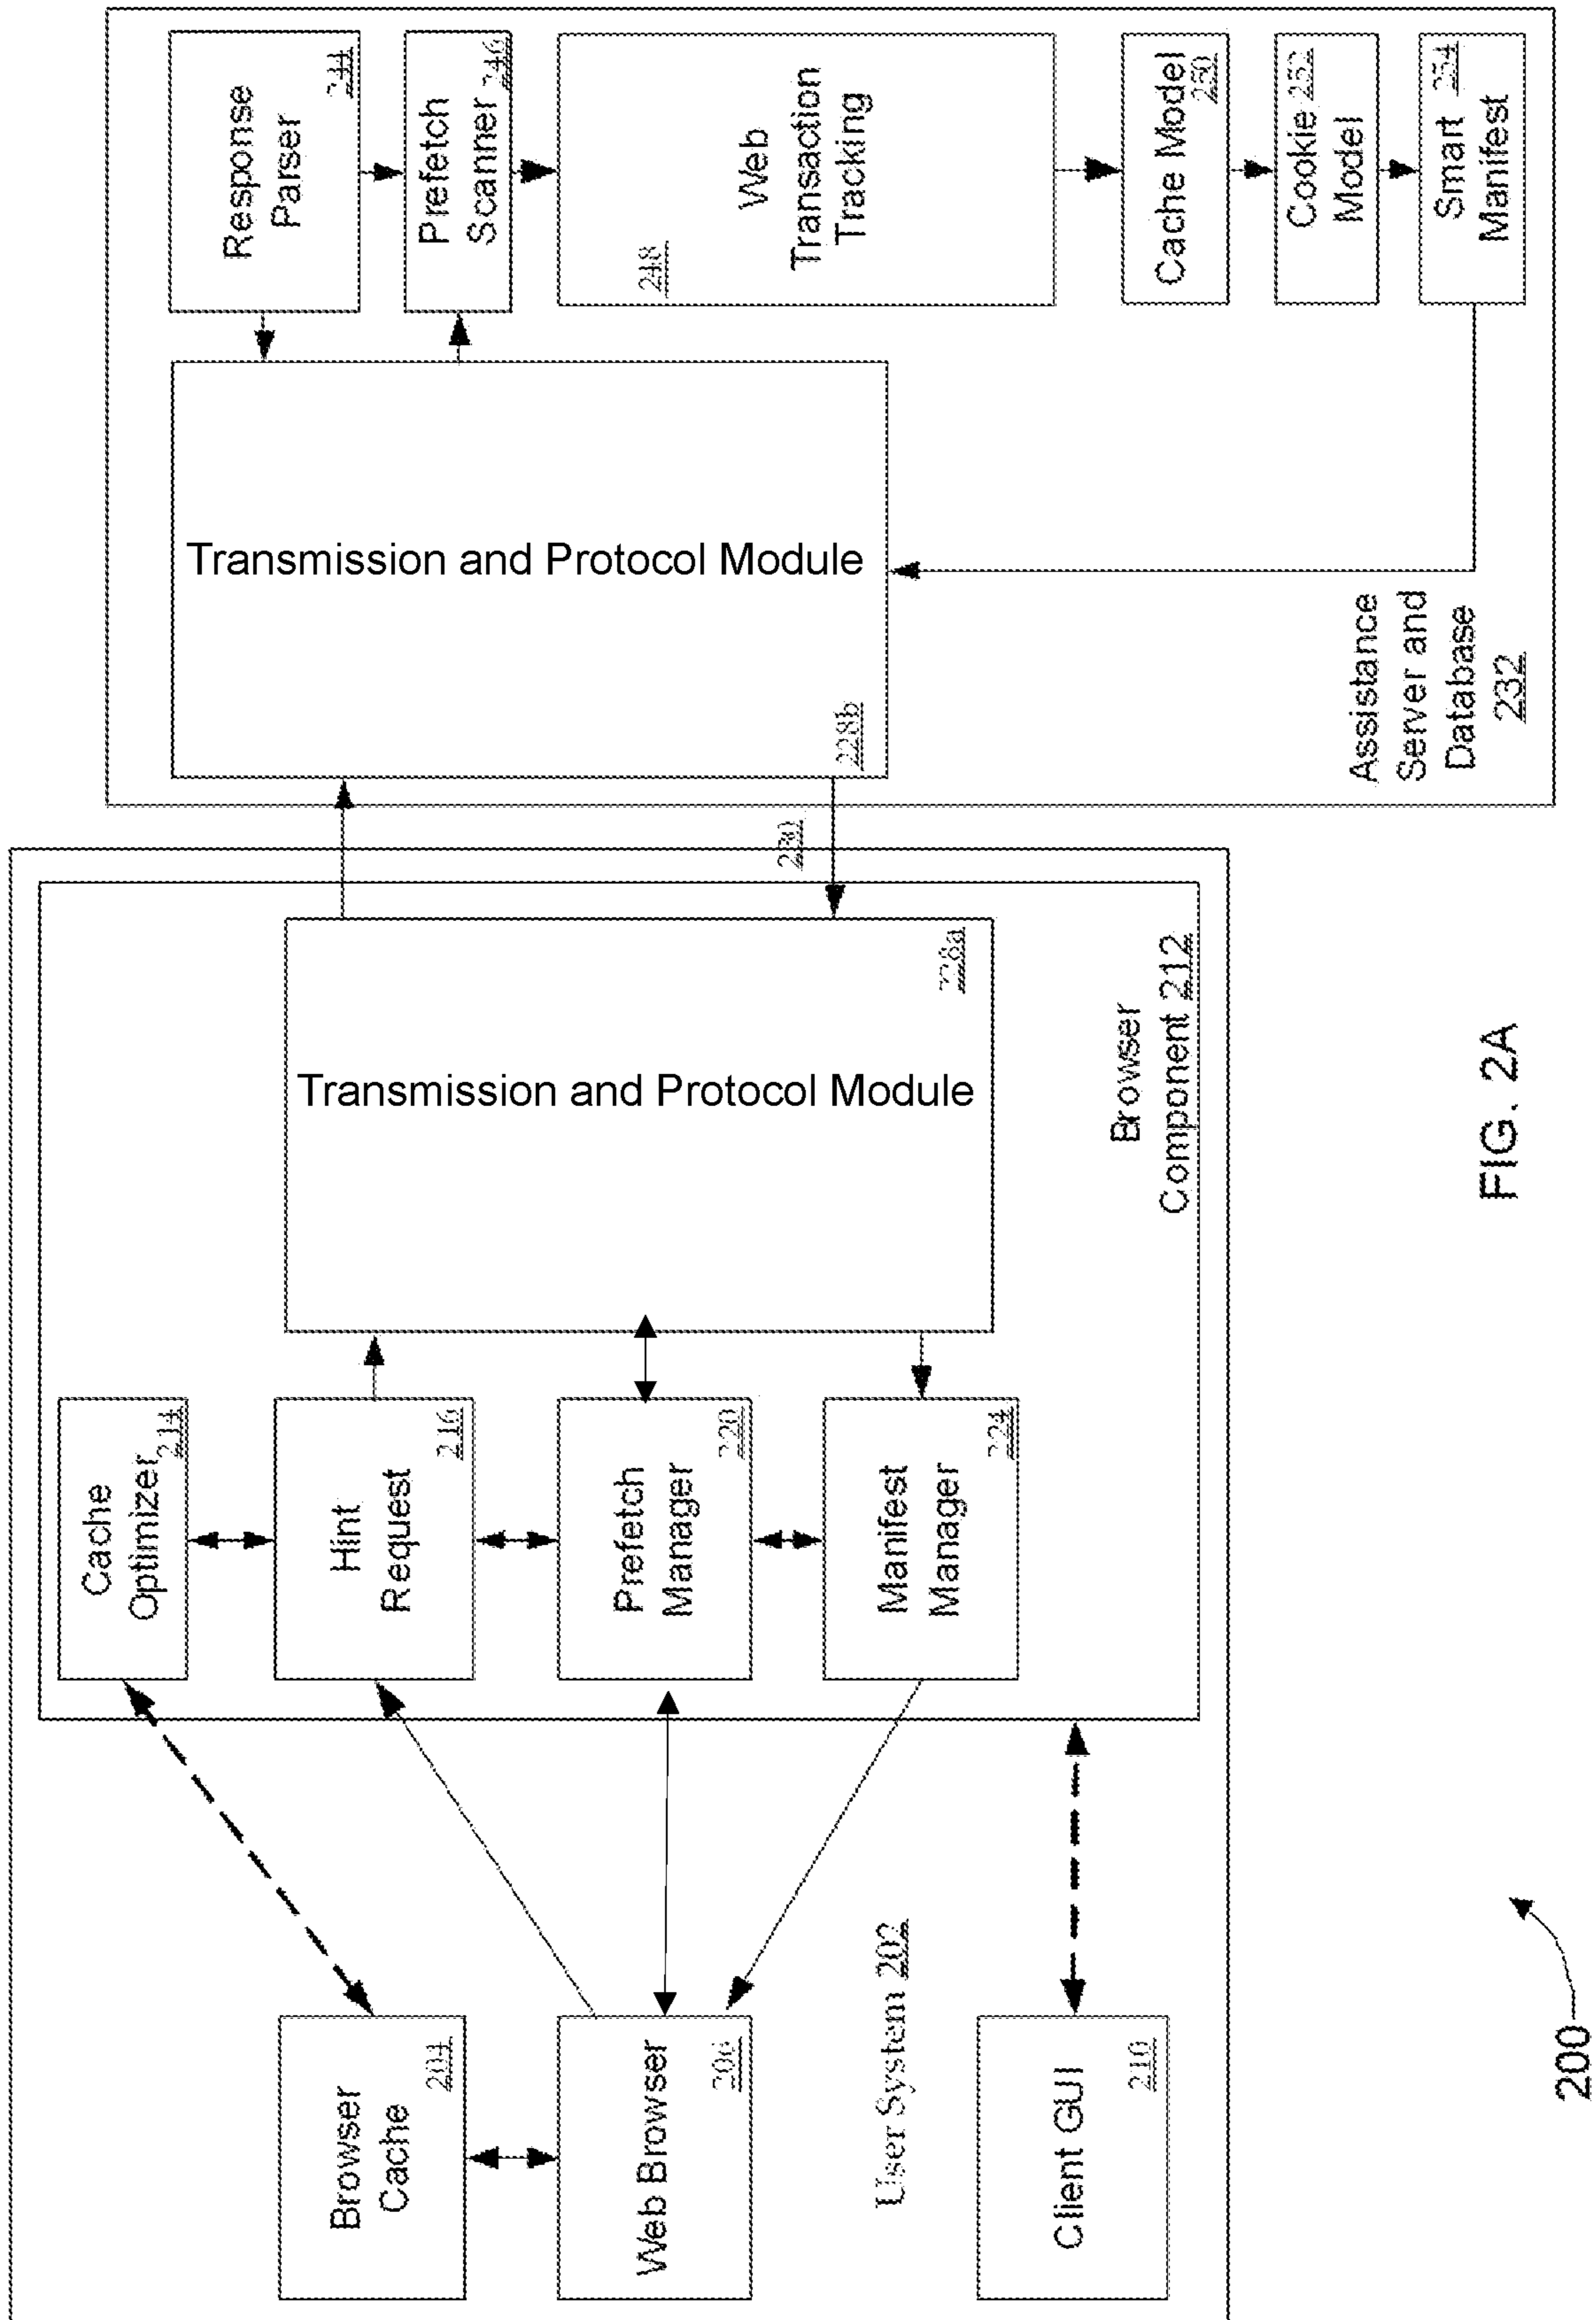 Browser
Cache
204
Web Browser
206
User System 202
Client GUI
210
Cache
Optimizer
214
Hint
Request
216
Prefetch
Manager
220
Manifest
Manager
224
Transmission and Protocol Module
228a
Browser
Component 212
230
Transmission and Protocol Module
228b
Response
Parser
244
Prefetch
Scanner
246
Web
Transaction
Tracking
248
Cache Model
250
Cookie 252
Model
Smart 254
Manifest
Assistance
Server and
Database
232
200
FIG. 2A